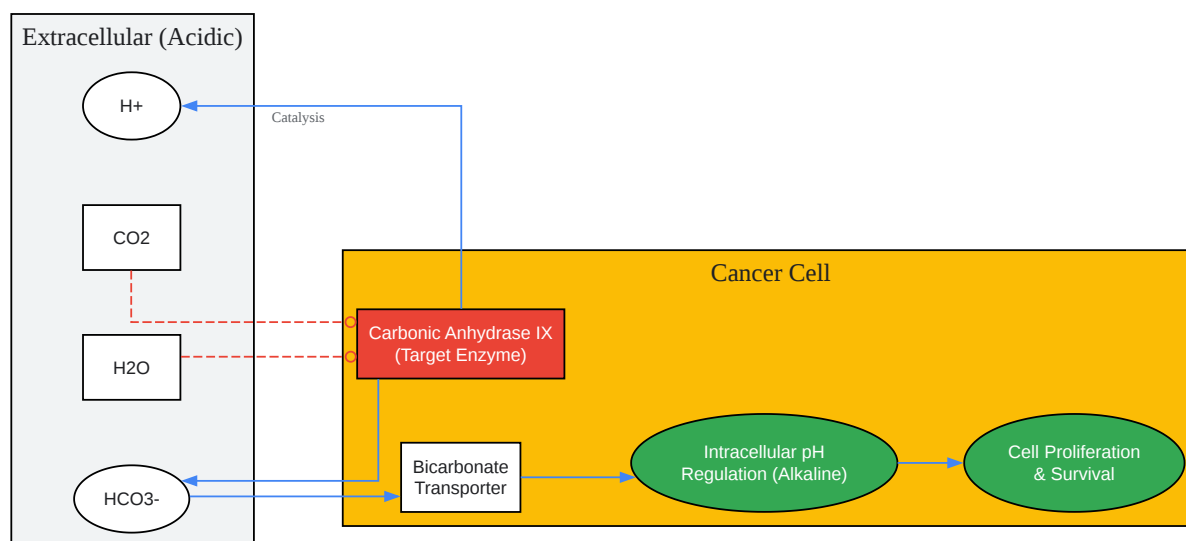 Extracellular (Acidic)
H+
Catalysis
CO2
Cancer Cell
Carbonic Anhydrase IX
(Target Enzyme)
H2O
Bicarbonate
Transporter
Intracellular pH
Regulation (Alkaline)
Cell Proliferation
& Survival
HCO3-